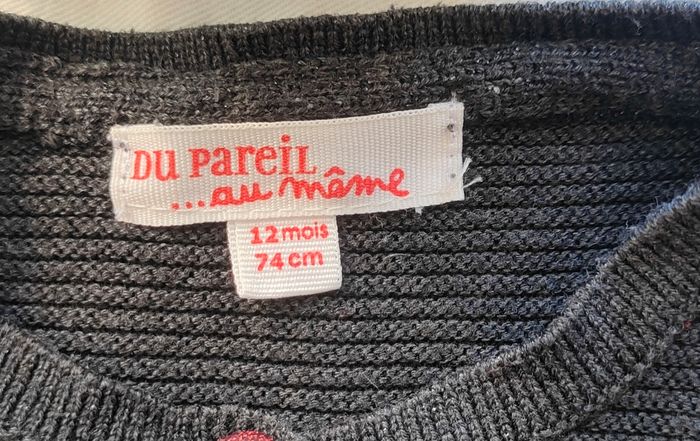 DU PAREIL
...au même
12 mois
74 cm